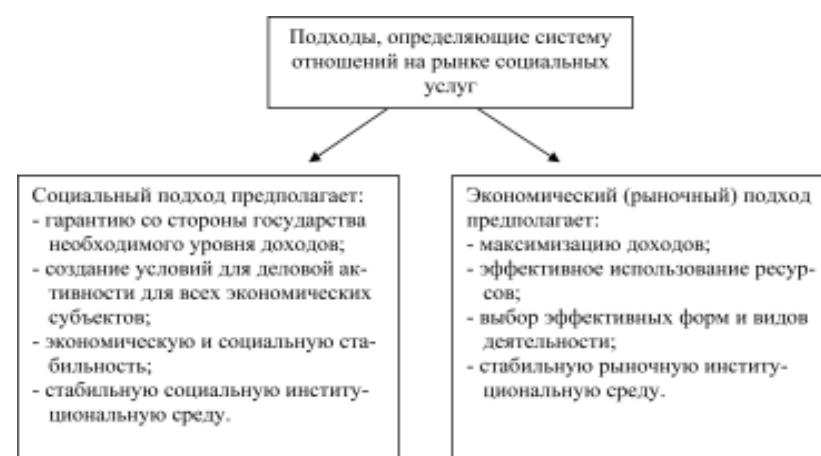 Подходы, определяющие систему
отношений на рынке социальных
услуг
Социальный подход предполагает:
- гарантию со стороны государства
необходимого уровня доходов;
- создание условий для деловой ак-
тивности для всех экономических
субъектов;
- экономическую и социальную ста-
бильность;
- стабильную социальную институ-
циональную среду.
Экономический (рыночный) подход
предполагает:
- максимизацию доходов;
- эффективное использование ресур-
сов;
- выбор эффективных форм и видов
деятельности;
- стабильную рыночную институ-
циональную среду.